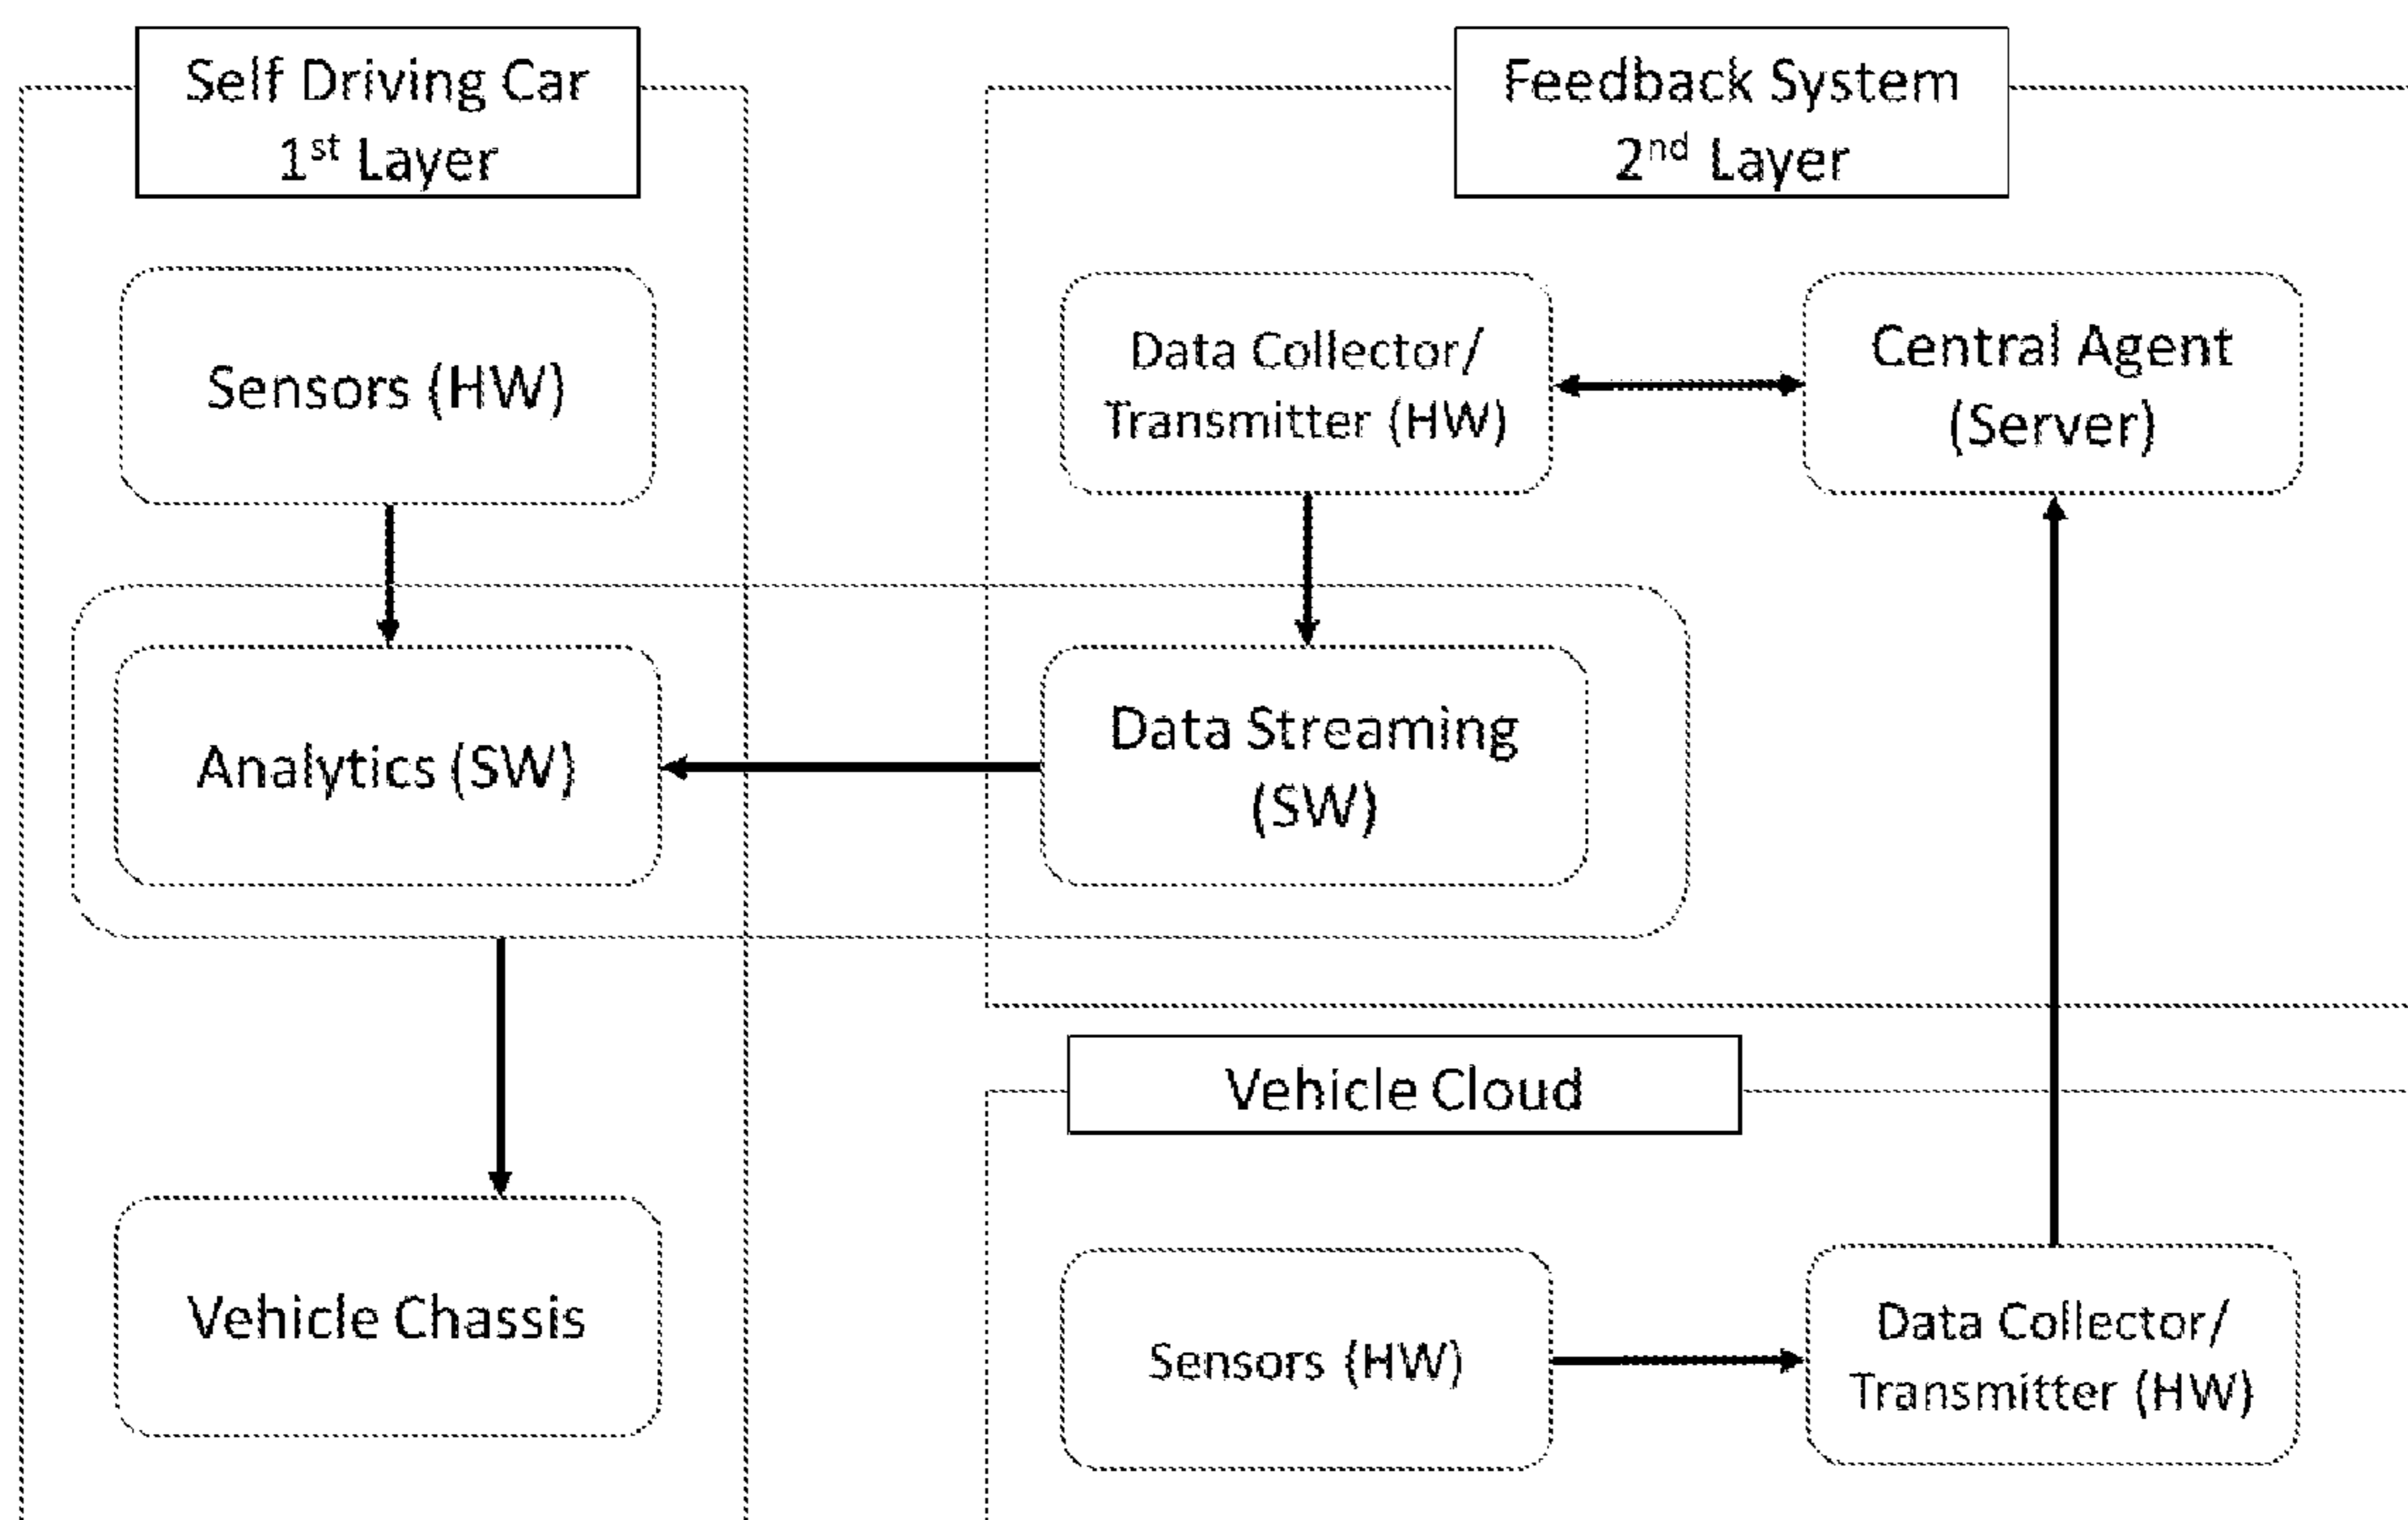 Self Driving Car
1st Layer
Feedback System
2nd Layer
Sensors (HW)
Data Collector/
Transmitter (HW)
Central Agent
(Server)
Analytics (SW)
Data Streaming
(SW)
Vehicle Cloud
Vehicle Chassis
Sensors (HW)
Data Collector/
Transmitter (HW)